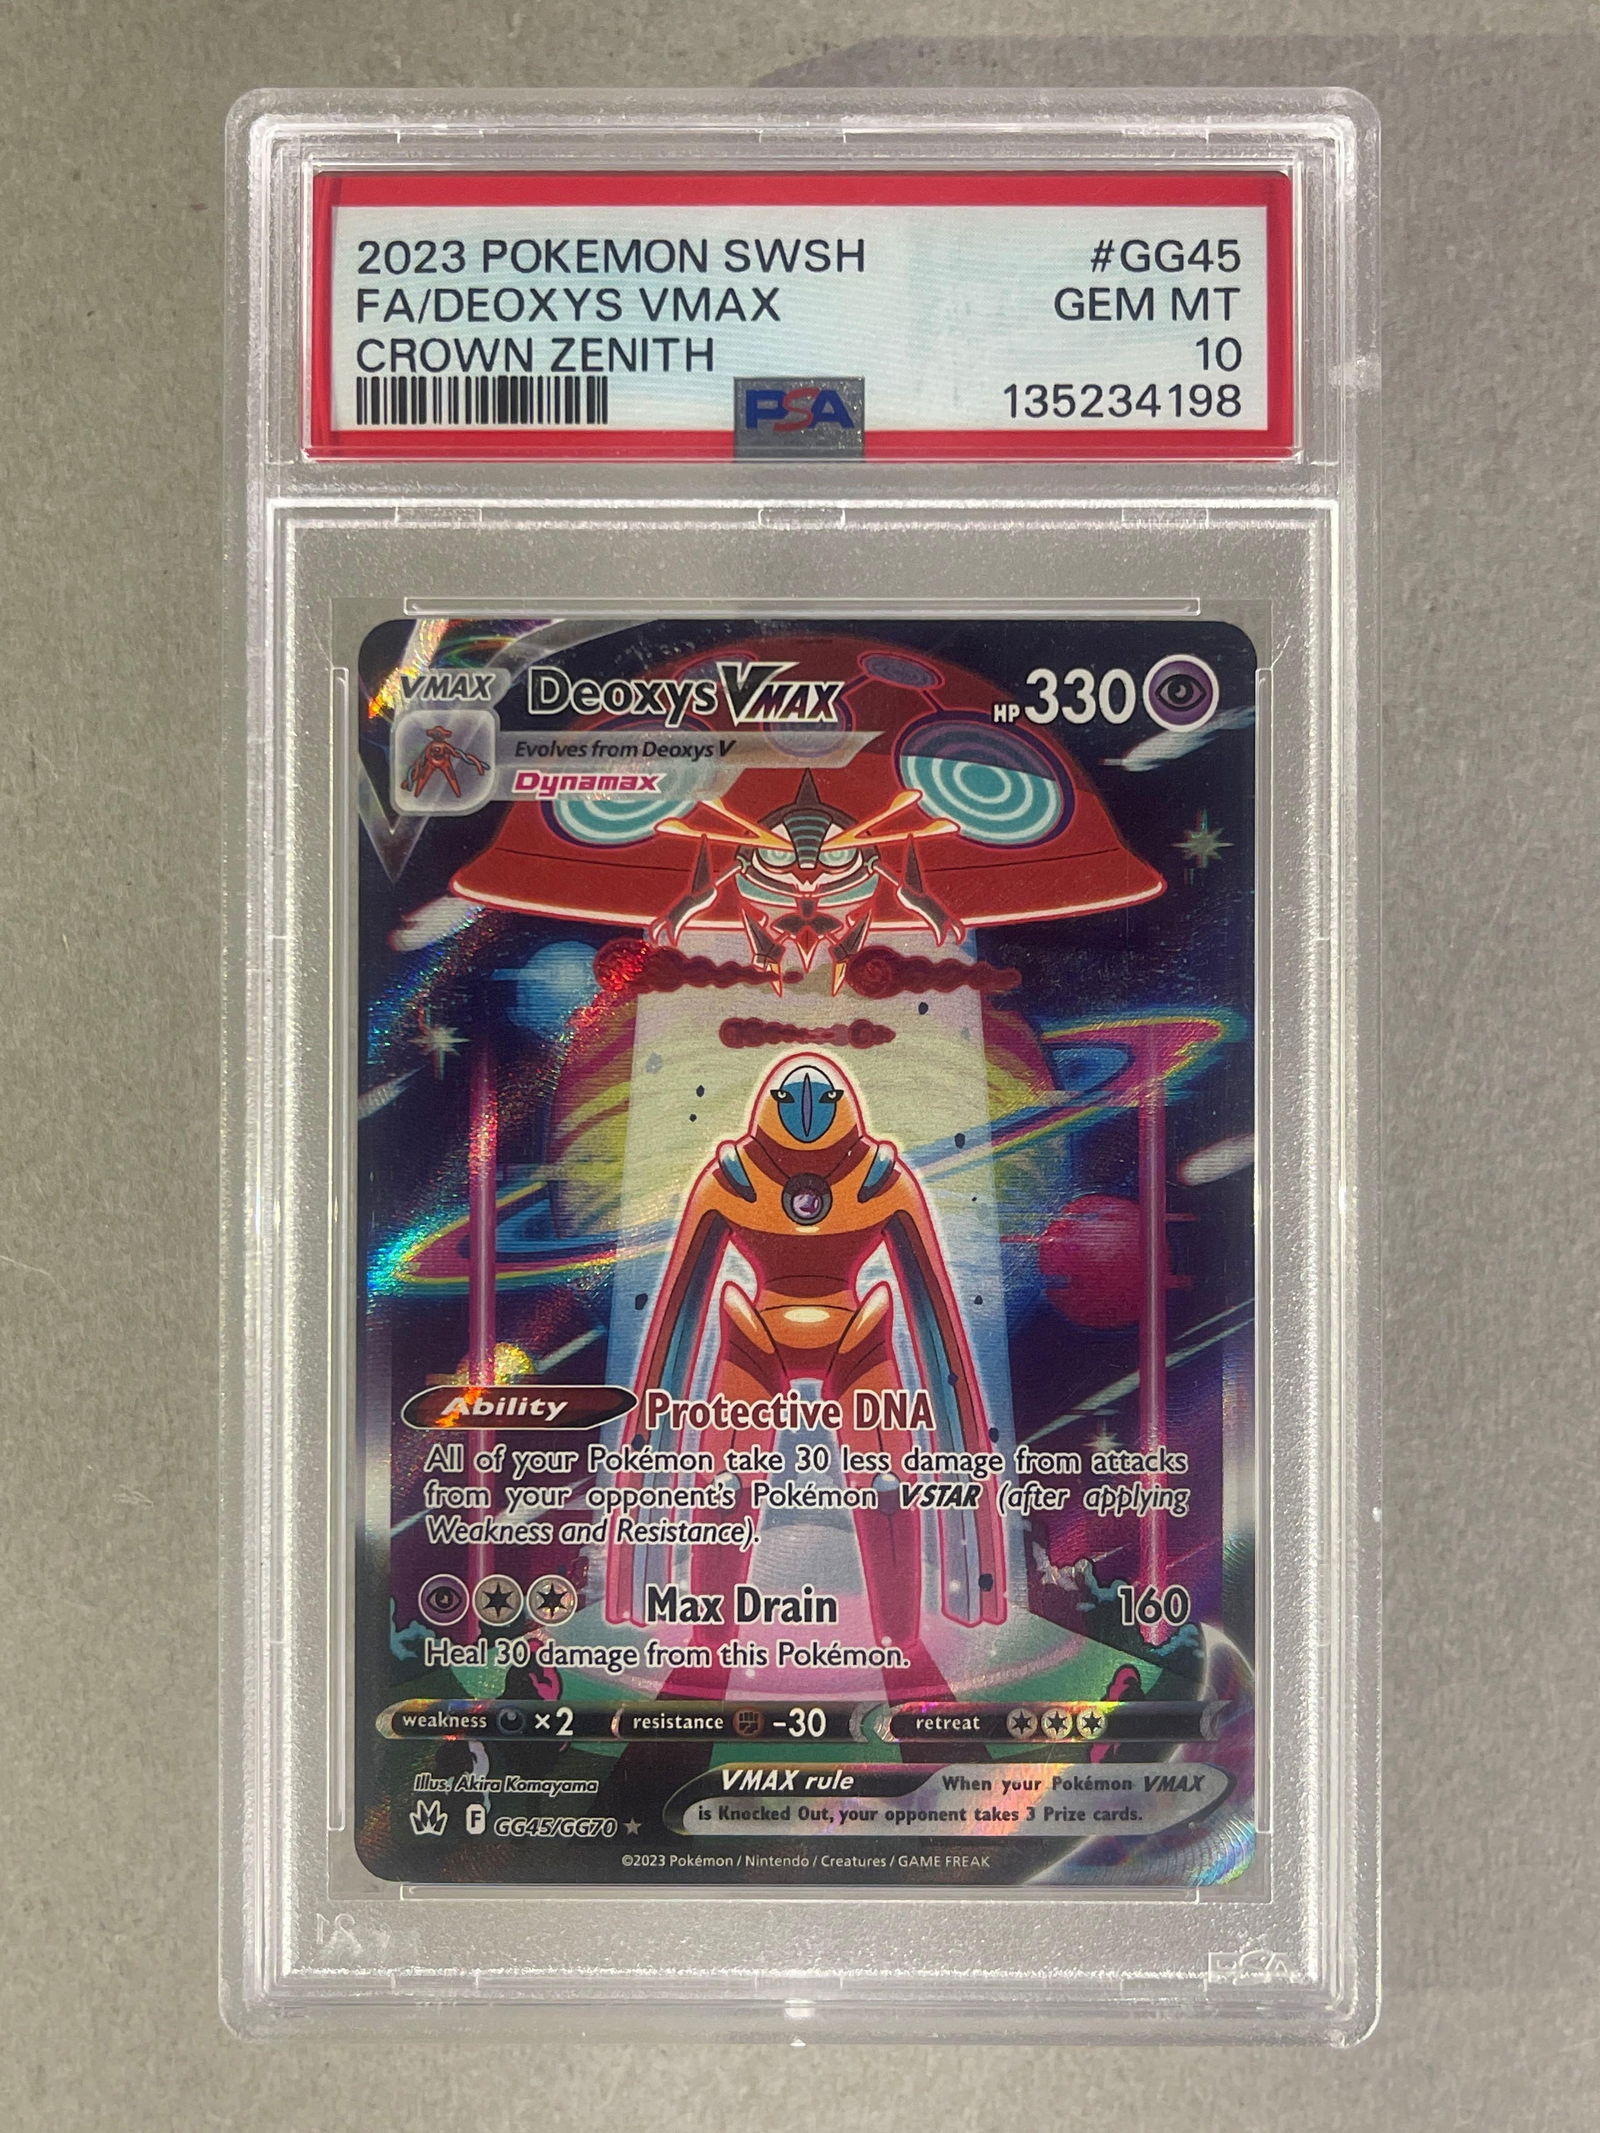 2023 POKEMON SWSH #GG45
FA/DEOXYS VMAX GEM MT
CROWN ZENITH 10
135234198
PSA
VMAX Deoxys VMAX HP 330
Evolves from Deoxys V
Dynamax
Ability Protective DNA
All of your Pokémon take 30 less damage from attacks
from your opponent's Pokémon VSTAR (after applying
Weakness and Resistance).
Max Drain 160
Heal 30 damage from this Pokémon.
weakness ×2 resistance -30 retreat
Illus. Akira Komayama
VMAX rule When your Pokémon VMAX
is Knocked Out, your opponent takes 3 Prize cards.
F GG45/GG70
©2023 Pokémon / Nintendo / Creatures / GAME FREAK